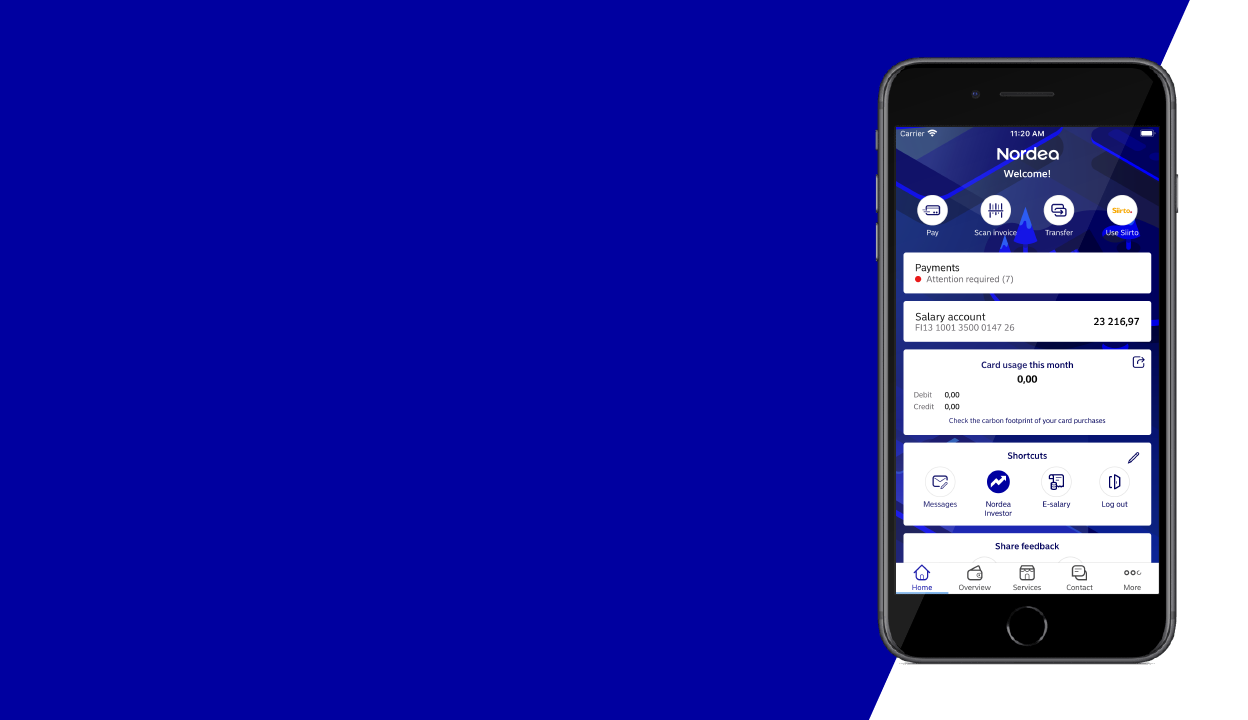 Carrier
11:20 AM
Nordea
Welcome!
Siirto
Pay
Scan invoice
Transfer
Use Siirto
Payments
Attention required (7)
Salary account
FI13 1001 3500 0147 26
23 216,97
Card usage this month
0,00
Debit 0,00
Credit 0,00
Check the carbon footprint of your card purchases
Shortcuts
Messages
Nordea
Investor
E-salary
Log out
Share feedback
Home
Overview
Services
Contact
More